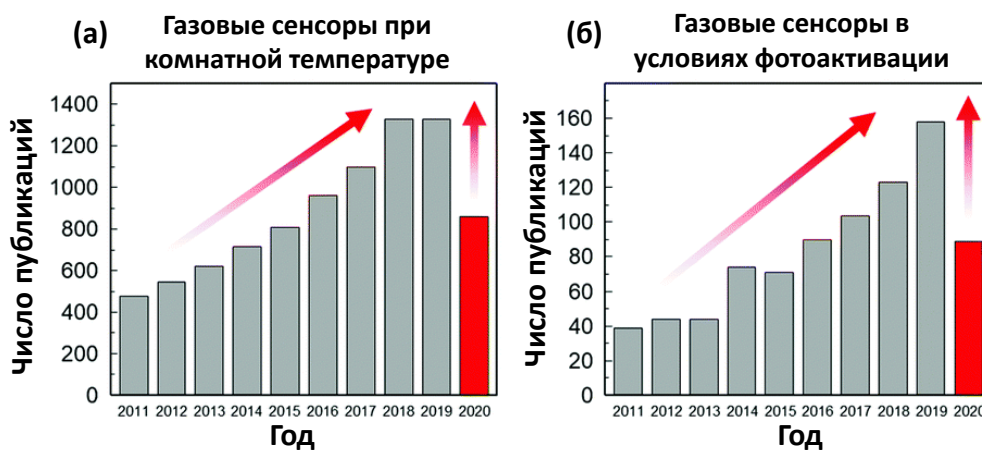 (а)
Газовые сенсоры при
комнатной температуре
Число публикаций
1400
1200
1000
800
600
400
200
0
2011 2012 2013 2014 2015 2016 2017 2018 2019 2020
Год
(б)
Газовые сенсоры в
условиях фотоактивации
Число публикаций
160
140
120
100
80
60
40
20
0
2011 2012 2013 2014 2015 2016 2017 2018 2019 2020
Год